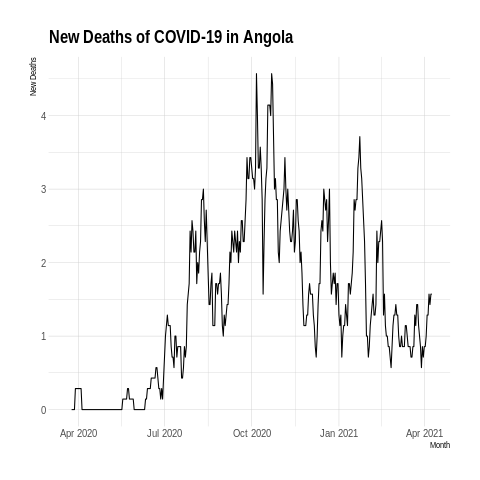 New Deaths of COVID-19 in Angola
New Deaths
4
3
2
1
0
Apr 2020 Jul 2020 Oct 2020 Jan 2021 Apr 2021
Month